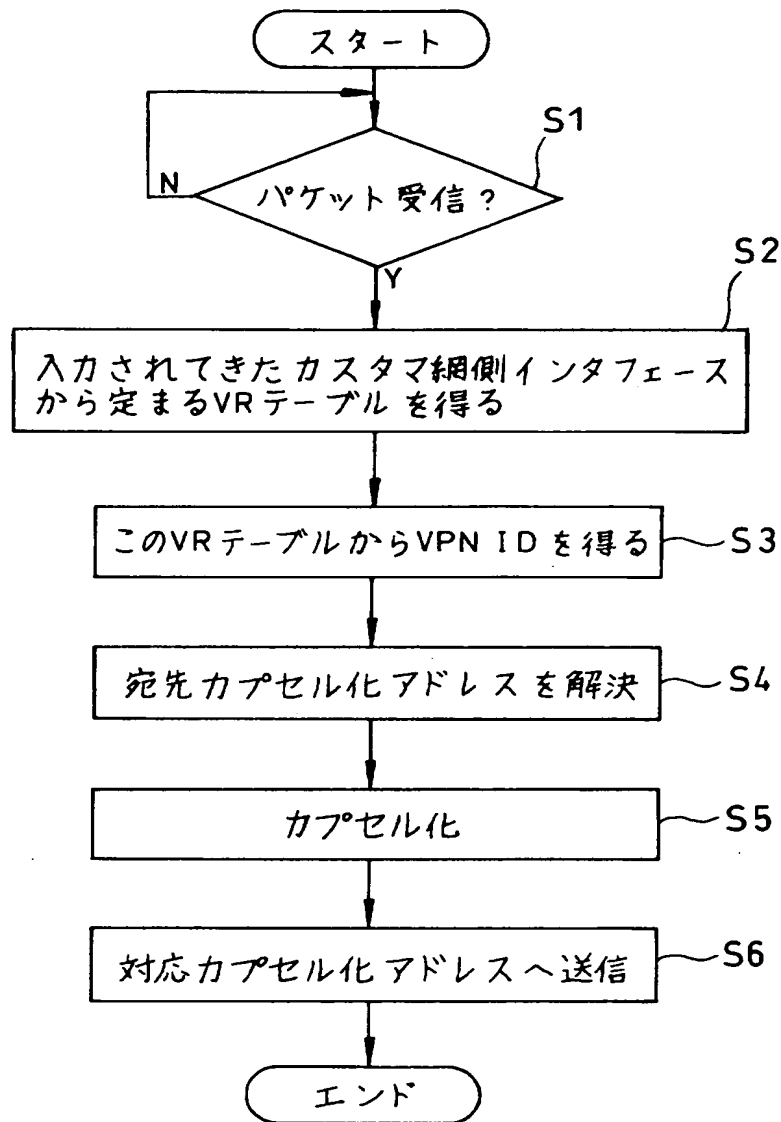 スタート
S1
パケット受信?
N
Y
S2
入力されてきたカスタマ網側インタフェース
から定まるVRテーブルを得る
このVRテーブルからVPN IDを得る
S3
宛先カプセル化アドレスを解決
S4
カプセル化
S5
対応カプセル化アドレスへ送信
S6
エンド